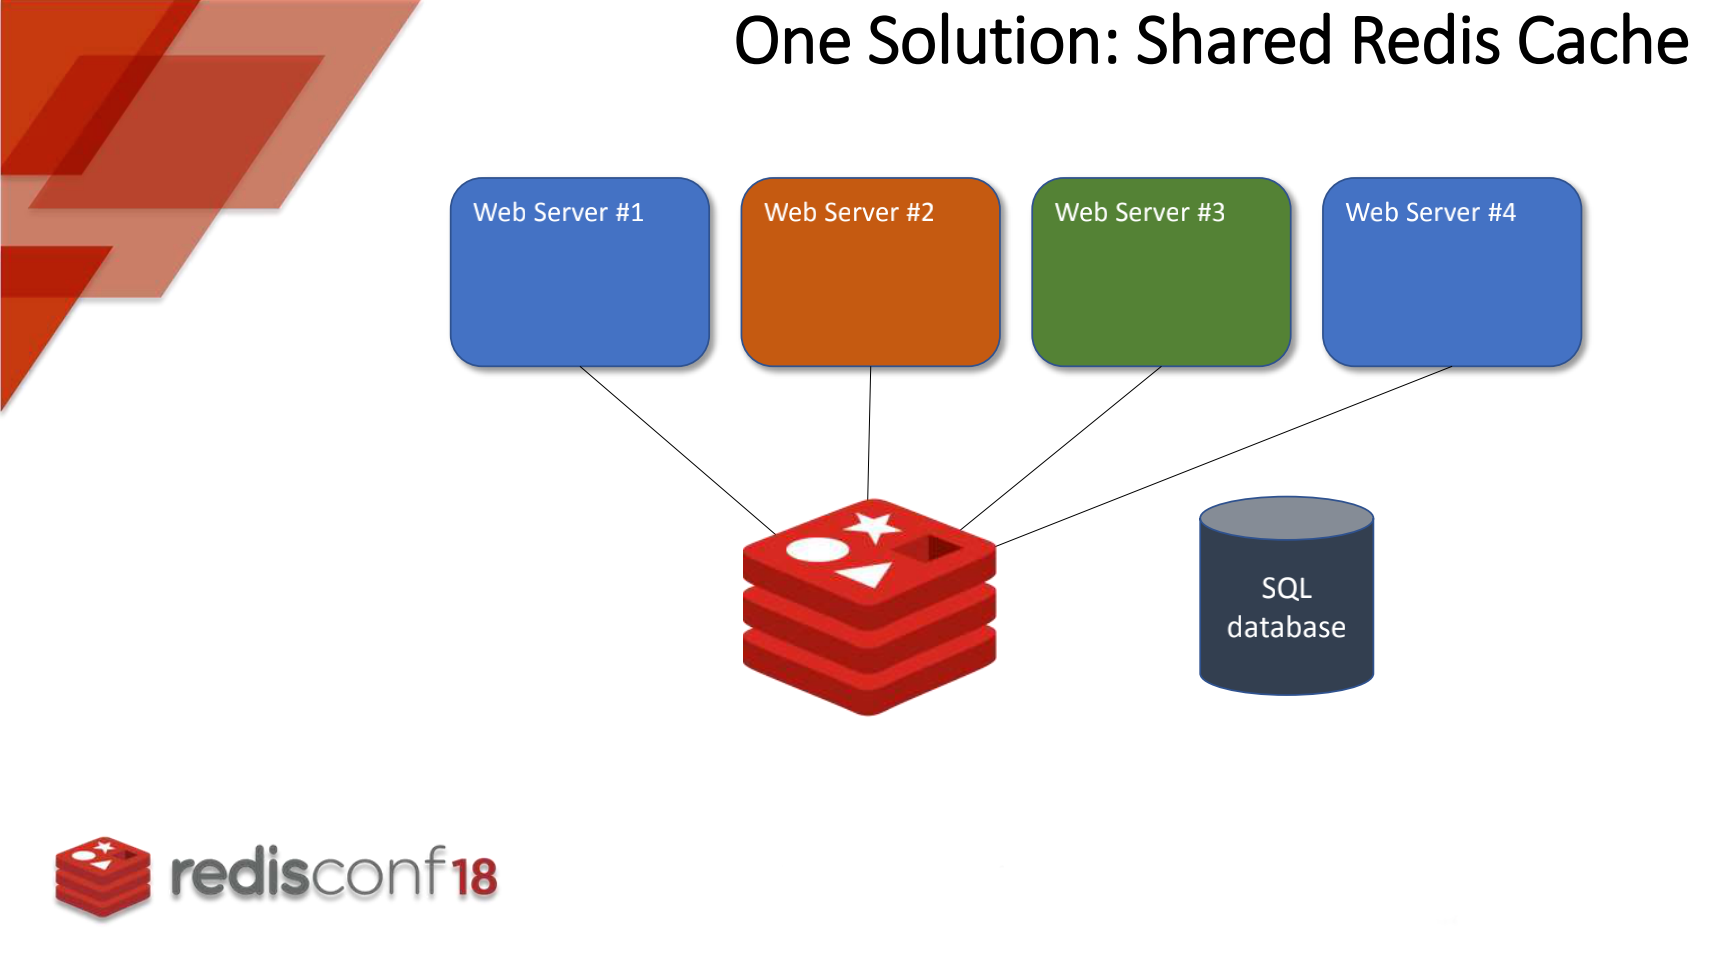 One Solution: Shared Redis Cache
Web Server #1
Web Server #2
Web Server #3
Web Server #4
SQL
database
redisconf18